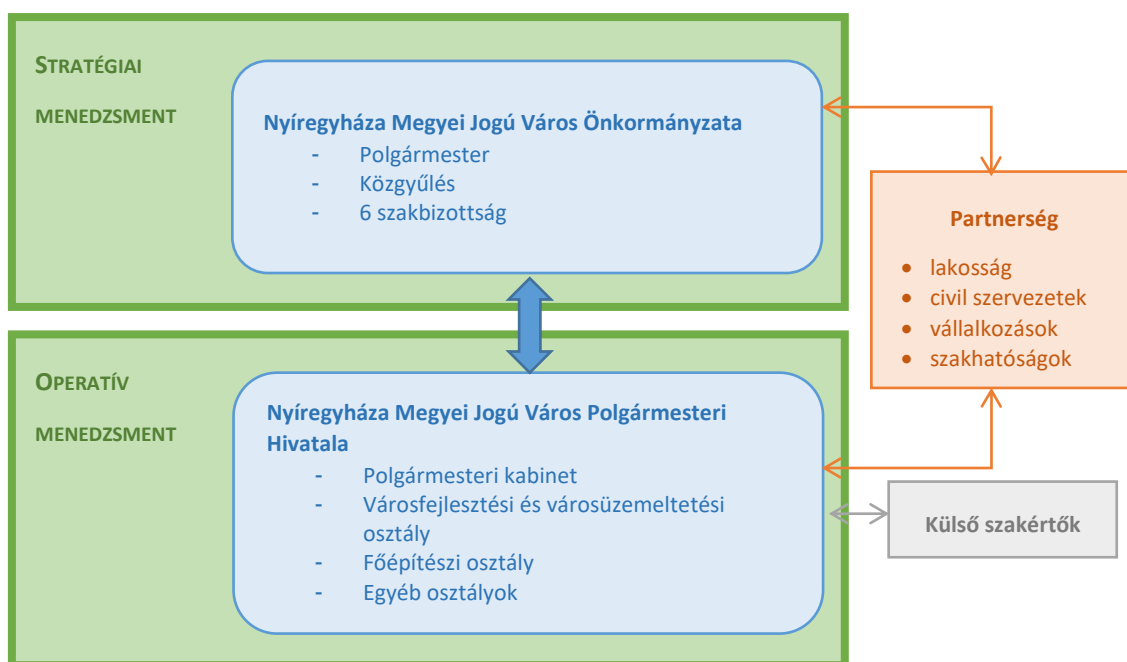 STRATÉGIAI
MENEDZSMENT
Nyíregyháza Megyei Jogú Város Önkormányzata
- Polgármester
- Közgyűlés
- 6 szakbizottság
Partnerség
• lakosság
• civil szervezetek
• vállalkozások
• szakhatóságok
OPERATÍV
MENEDZSMENT
Nyíregyháza Megyei Jogú Város Polgármesteri
Hivatala
- Polgármesteri kabinet
- Városfejlesztési és városüzemeltetési
osztály
- Főépítészi osztály
- Egyéb osztályok
Külső szakértők